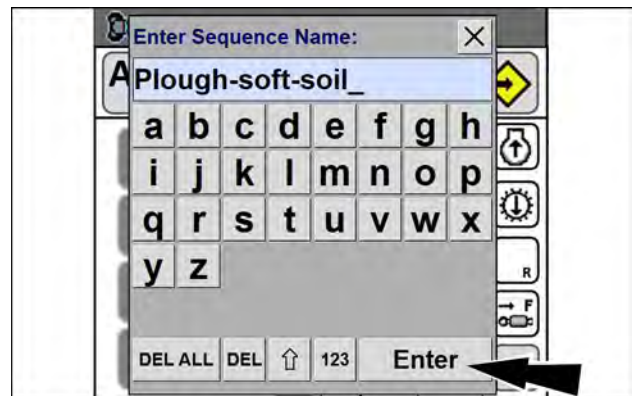 Enter Sequence Name:
A
Plough-soft-soil_
a b c d e f g h
i j k l m n o p
q r s t u v w x
y z
R
F
DEL ALL DEL 123 Enter